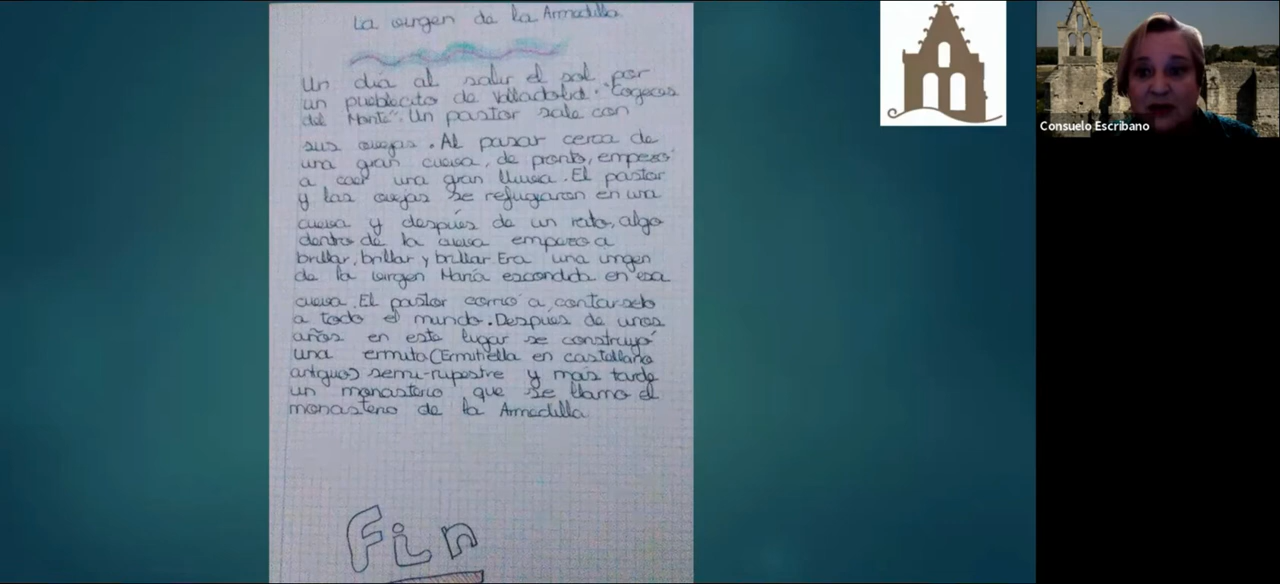 La virgen de la Armedilla
Un día al salir el sol por
un pueblecito de Valladolid. "Cogeces
del Monte". Un pastor sale con
sus ovejas. Al pasar cerca de
una gran cueva, de pronto, empezó
a caer una gran lluvia. El pastor
y las ovejas se refugiaron en una
cueva y después de un rato, algo
dentro de la cueva empezo a
brillar, brillar y brillar Era una imgen
de la virgen María escondida en esa
cueva. El pastor corrió a contarselo
a todo el mundo. Después de unos
años en este lugar se construyó
una ermita (Ermitiella en castellano
antiguo) semi-rupestre y más tarde
un monasterio que se llamo el
monasterio de la Armedilla
Fin
Consuelo Escribano